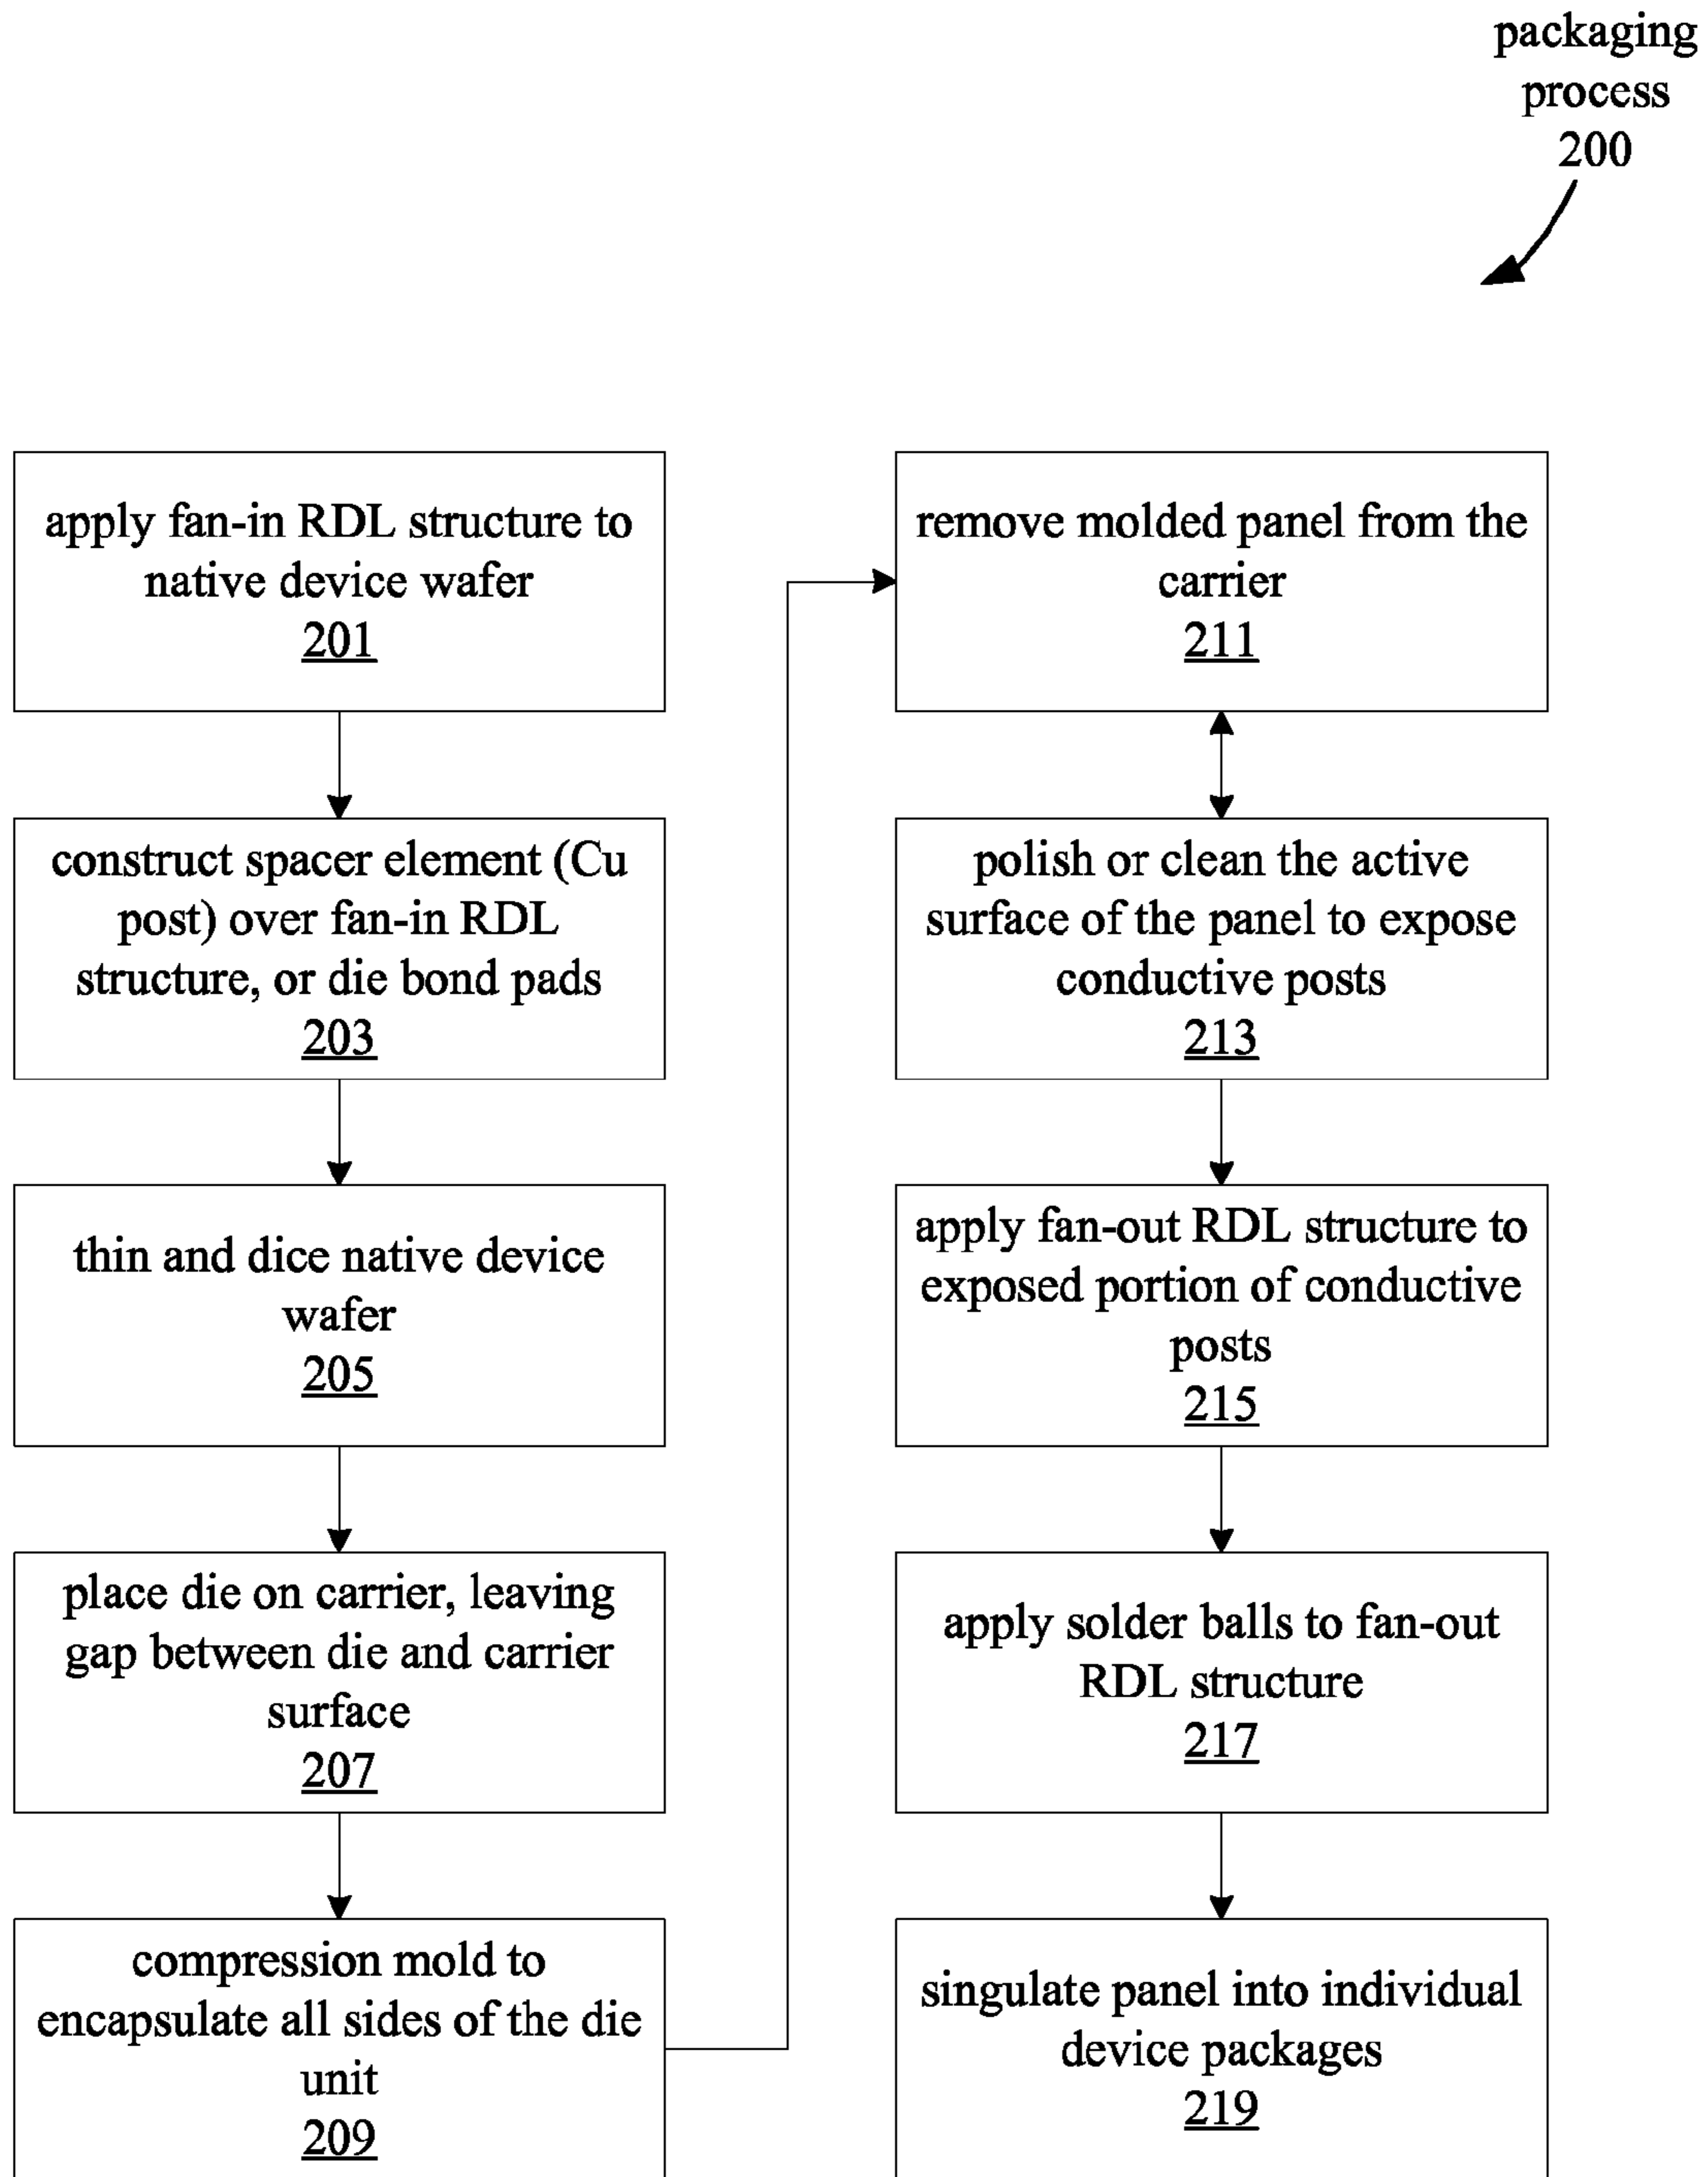 packaging
process
200
apply fan-in RDL structure to
native device wafer
201
construct spacer element (Cu
post) over fan-in RDL
structure, or die bond pads
203
thin and dice native device
wafer
205
place die on carrier, leaving
gap between die and carrier
surface
207
compression mold to
encapsulate all sides of the die
unit
209
remove molded panel from the
carrier
211
polish or clean the active
surface of the panel to expose
conductive posts
213
apply fan-out RDL structure to
exposed portion of conductive
posts
215
apply solder balls to fan-out
RDL structure
217
singulate panel into individual
device packages
219